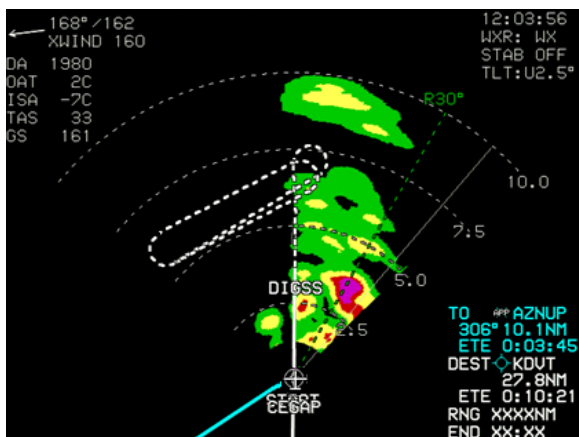 168°/162
XWIND 160
DA 1980
OAT 2C
ISA -7C
TAS 33
GS 161
12:03:56
WXR: WX
STAB OFF
TLT:U2.5°
R30°
10.0
7.5
5.0
2.5
DIGSS
CEGAP
TO APP AZNUP
306° 10.1NM
ETE 0:03:45
DEST KDVT
27.8NM
ETE 0:10:21
RNG XXXXNM
END XX:XX